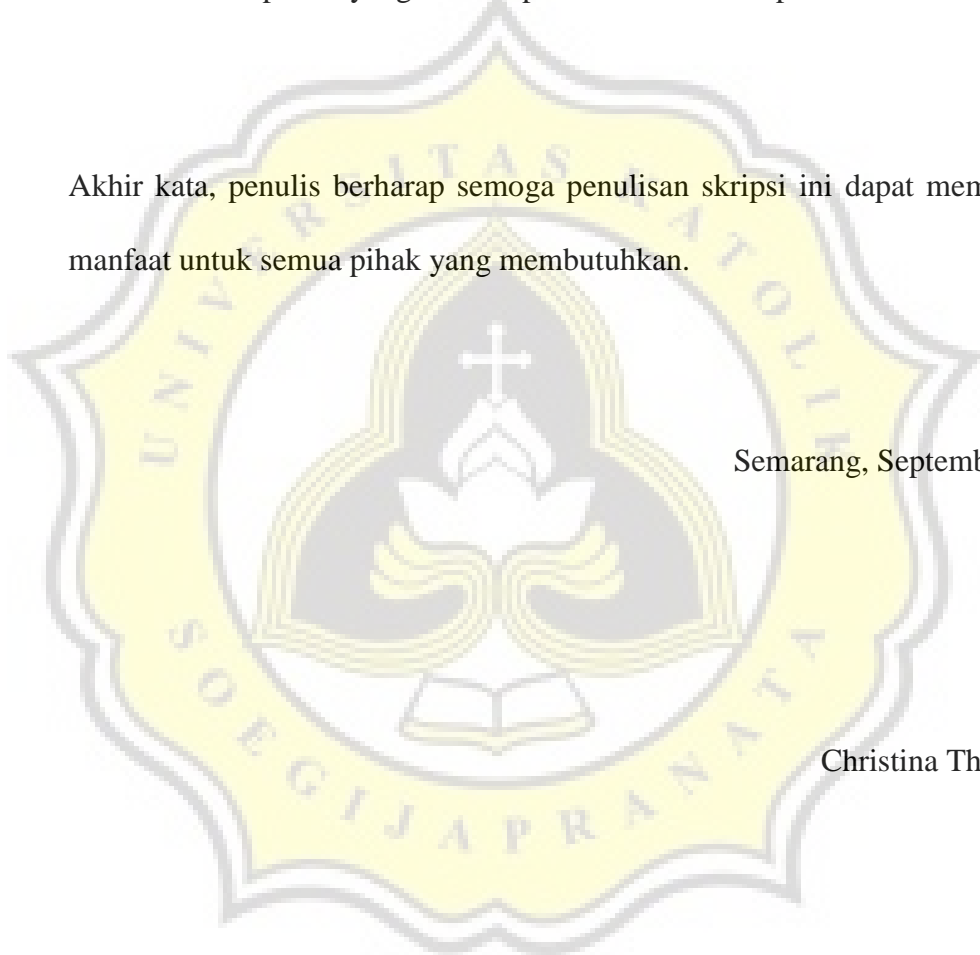 Akhir kata, penulis berharap semoga penulisan skripsi ini dapat mem
manfaat untuk semua pihak yang membutuhkan.
UNIVERSITAS KATOLIK
Semarang, Septemb
SOEGIJAPRANATA
Christina Th